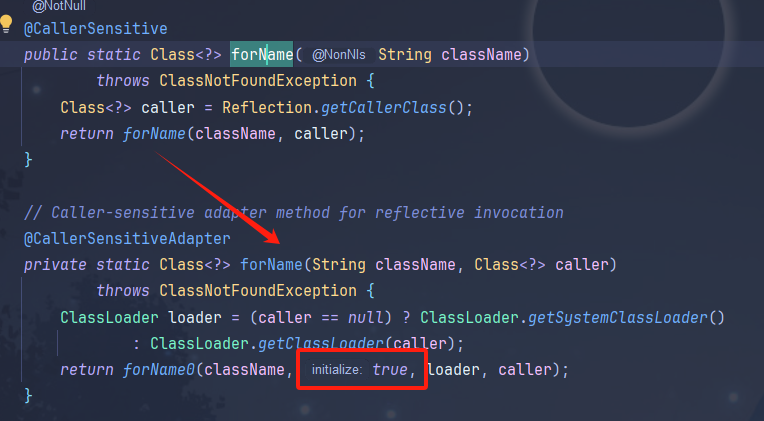 @NotNull
@CallerSensitive
public static Class<?> forName( @NonNls String className)
throws ClassNotFoundException {
Class<?> caller = Reflection.getCallerClass();
return forName(className, caller);
}
// Caller-sensitive adapter method for reflective invocation
@CallerSensitiveAdapter
private static Class<?> forName(String className, Class<?> caller)
throws ClassNotFoundException {
ClassLoader loader = (caller == null) ? ClassLoader.getSystemClassLoader()
: ClassLoader.getClassLoader(caller);
return forName0(className, initialize: true, loader, caller);
}